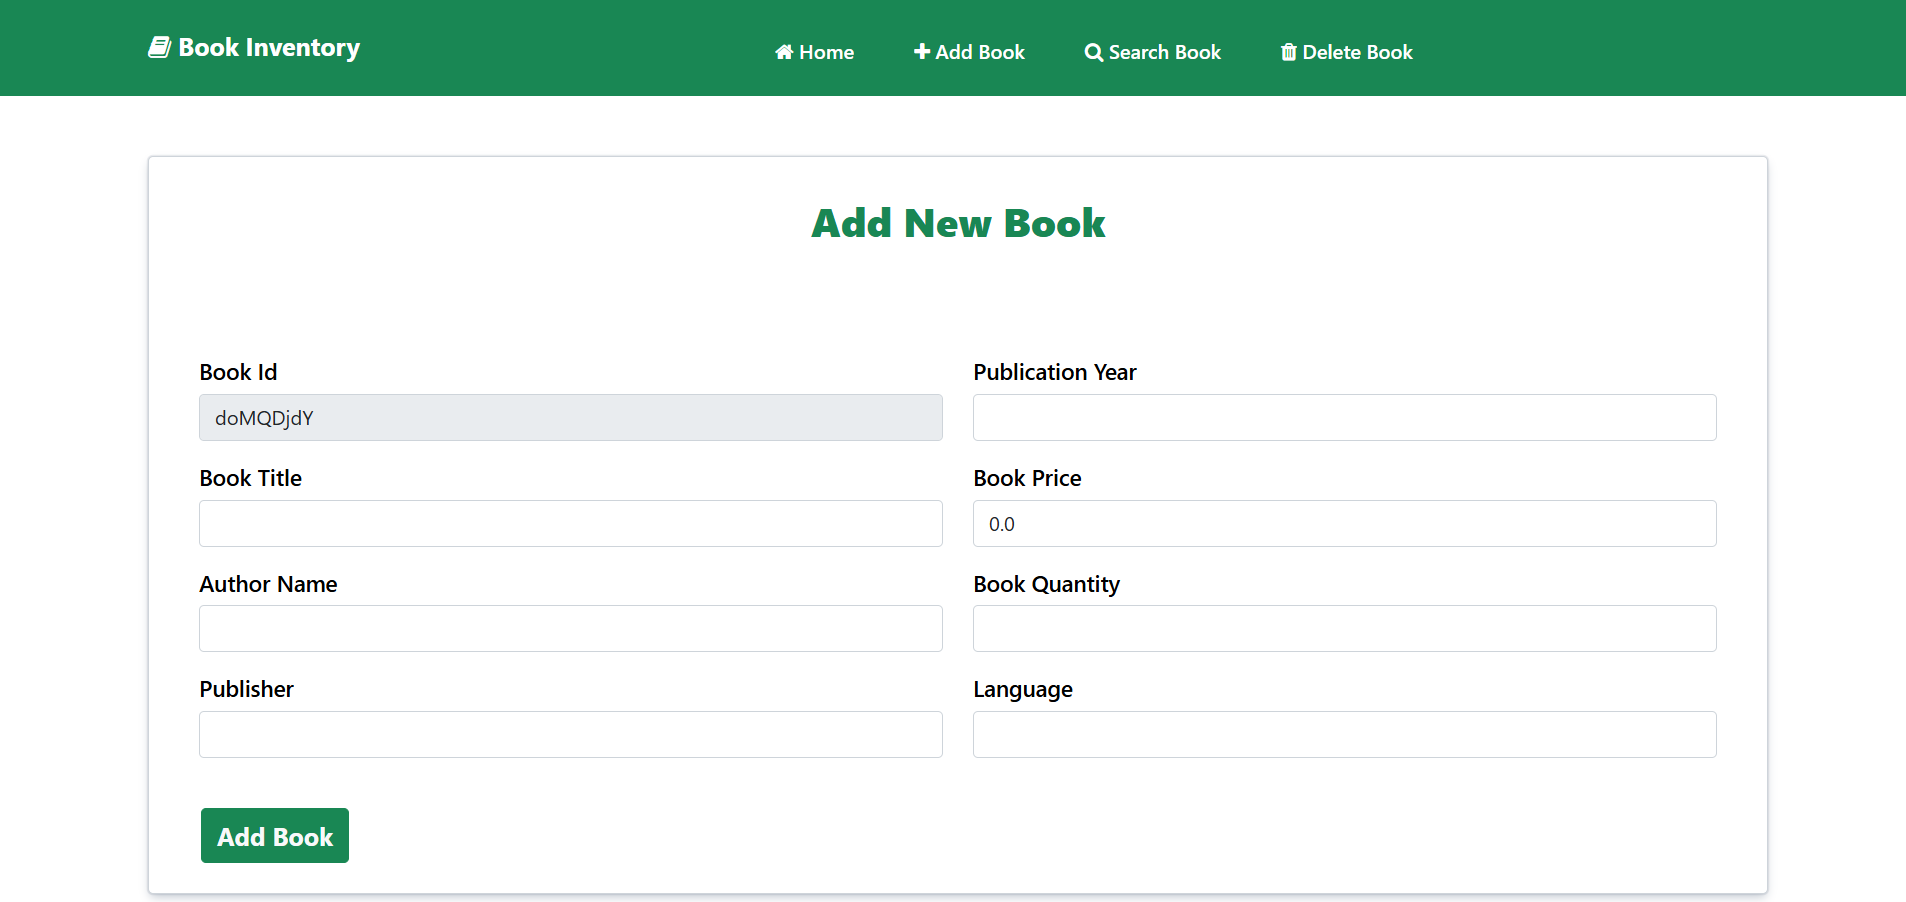 Book Inventory
Home
Add Book
Search Book
Delete Book
Add New Book
Book Id
doMQDjdY
Publication Year
Book Title
Book Price
0.0
Author Name
Book Quantity
Publisher
Language
Add Book